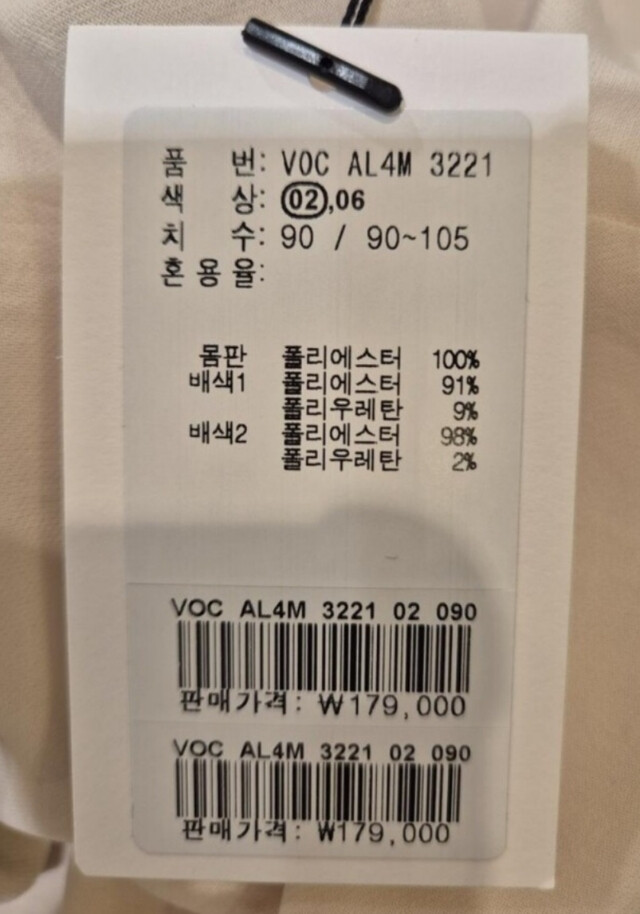 품 번: VOC AL4M 3221
색 상: 02,06
치 수: 90 / 90~105
혼용율:
몸판 폴리에스터 100%
배색1 폴리에스터 91%
폴리우레탄 9%
배색2 폴리에스터 98%
폴리우레탄 2%
VOC AL4M 3221 02 090
판매가격: ₩179,000
VOC AL4M 3221 02 090
판매가격: ₩179,000